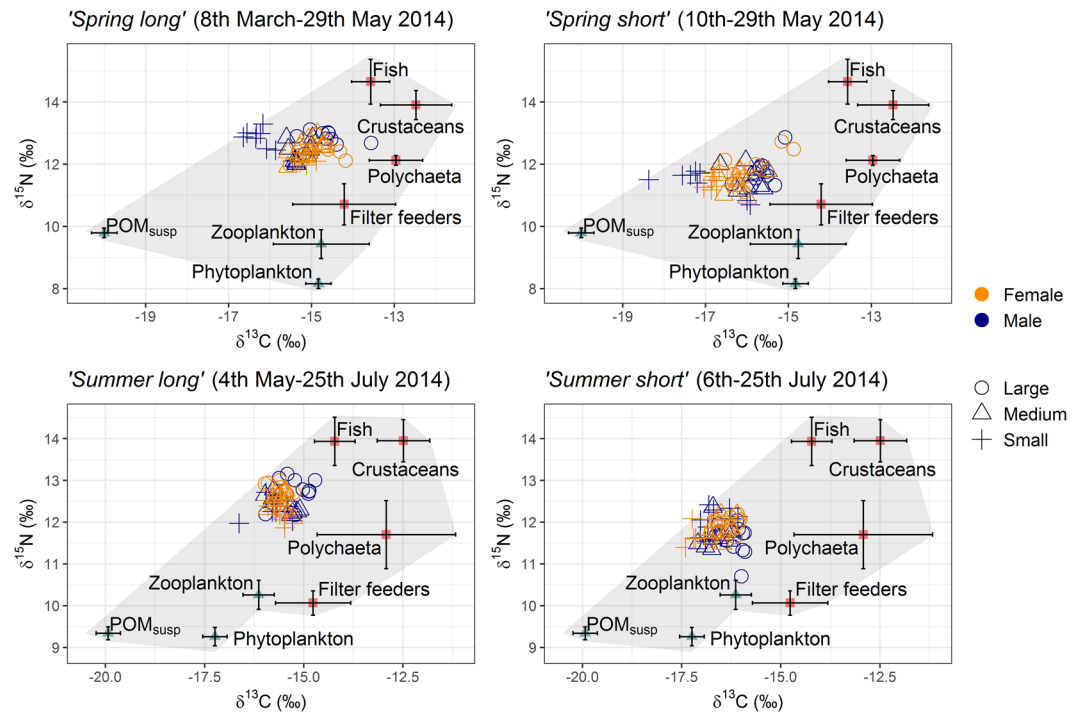 'Spring long' (8th March-29th May 2014)
'Spring short' (10th-29th May 2014)
Fish
Crustaceans
Polychaeta
Filter feeders
Zooplankton
POMsusp
Phytoplankton
14
12
10
8
-19
-17
-15
-13
δ15N (‰)
δ13C (‰)
Fish
Crustaceans
Polychaeta
Filter feeders
Zooplankton
POMsusp
Phytoplankton
14
12
10
8
-19
-17
-15
-13
δ15N (‰)
δ13C (‰)
Female
Male
'Summer long' (4th May-25th July 2014)
'Summer short' (6th-25th July 2014)
Large
Medium
Small
Fish
Crustaceans
Polychaeta
Zooplankton
Filter feeders
POMsusp
Phytoplankton
14
13
12
11
10
9
-20.0
-17.5
-15.0
-12.5
δ15N (‰)
δ13C (‰)
Fish
Crustaceans
Polychaeta
Zooplankton
Filter feeders
POMsusp
Phytoplankton
14
13
12
11
10
9
-20.0
-17.5
-15.0
-12.5
δ15N (‰)
δ13C (‰)